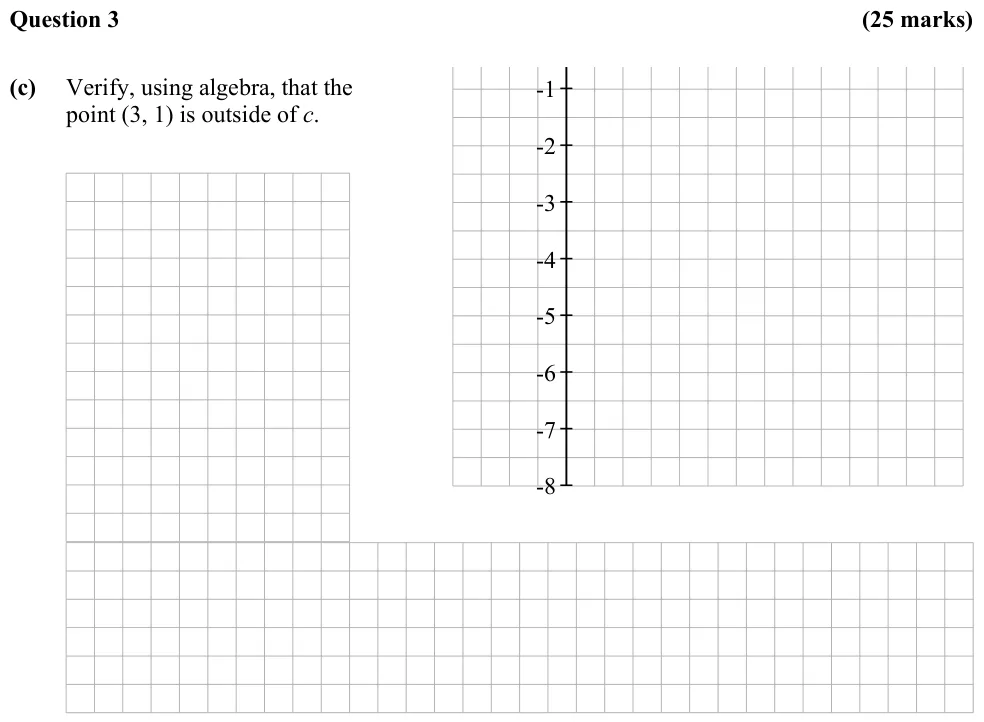 Question 3 (25 marks)
(c) Verify, using algebra, that the
point (3, 1) is outside of c.
-1
-2
-3
-4
-5
-6
-7
-8